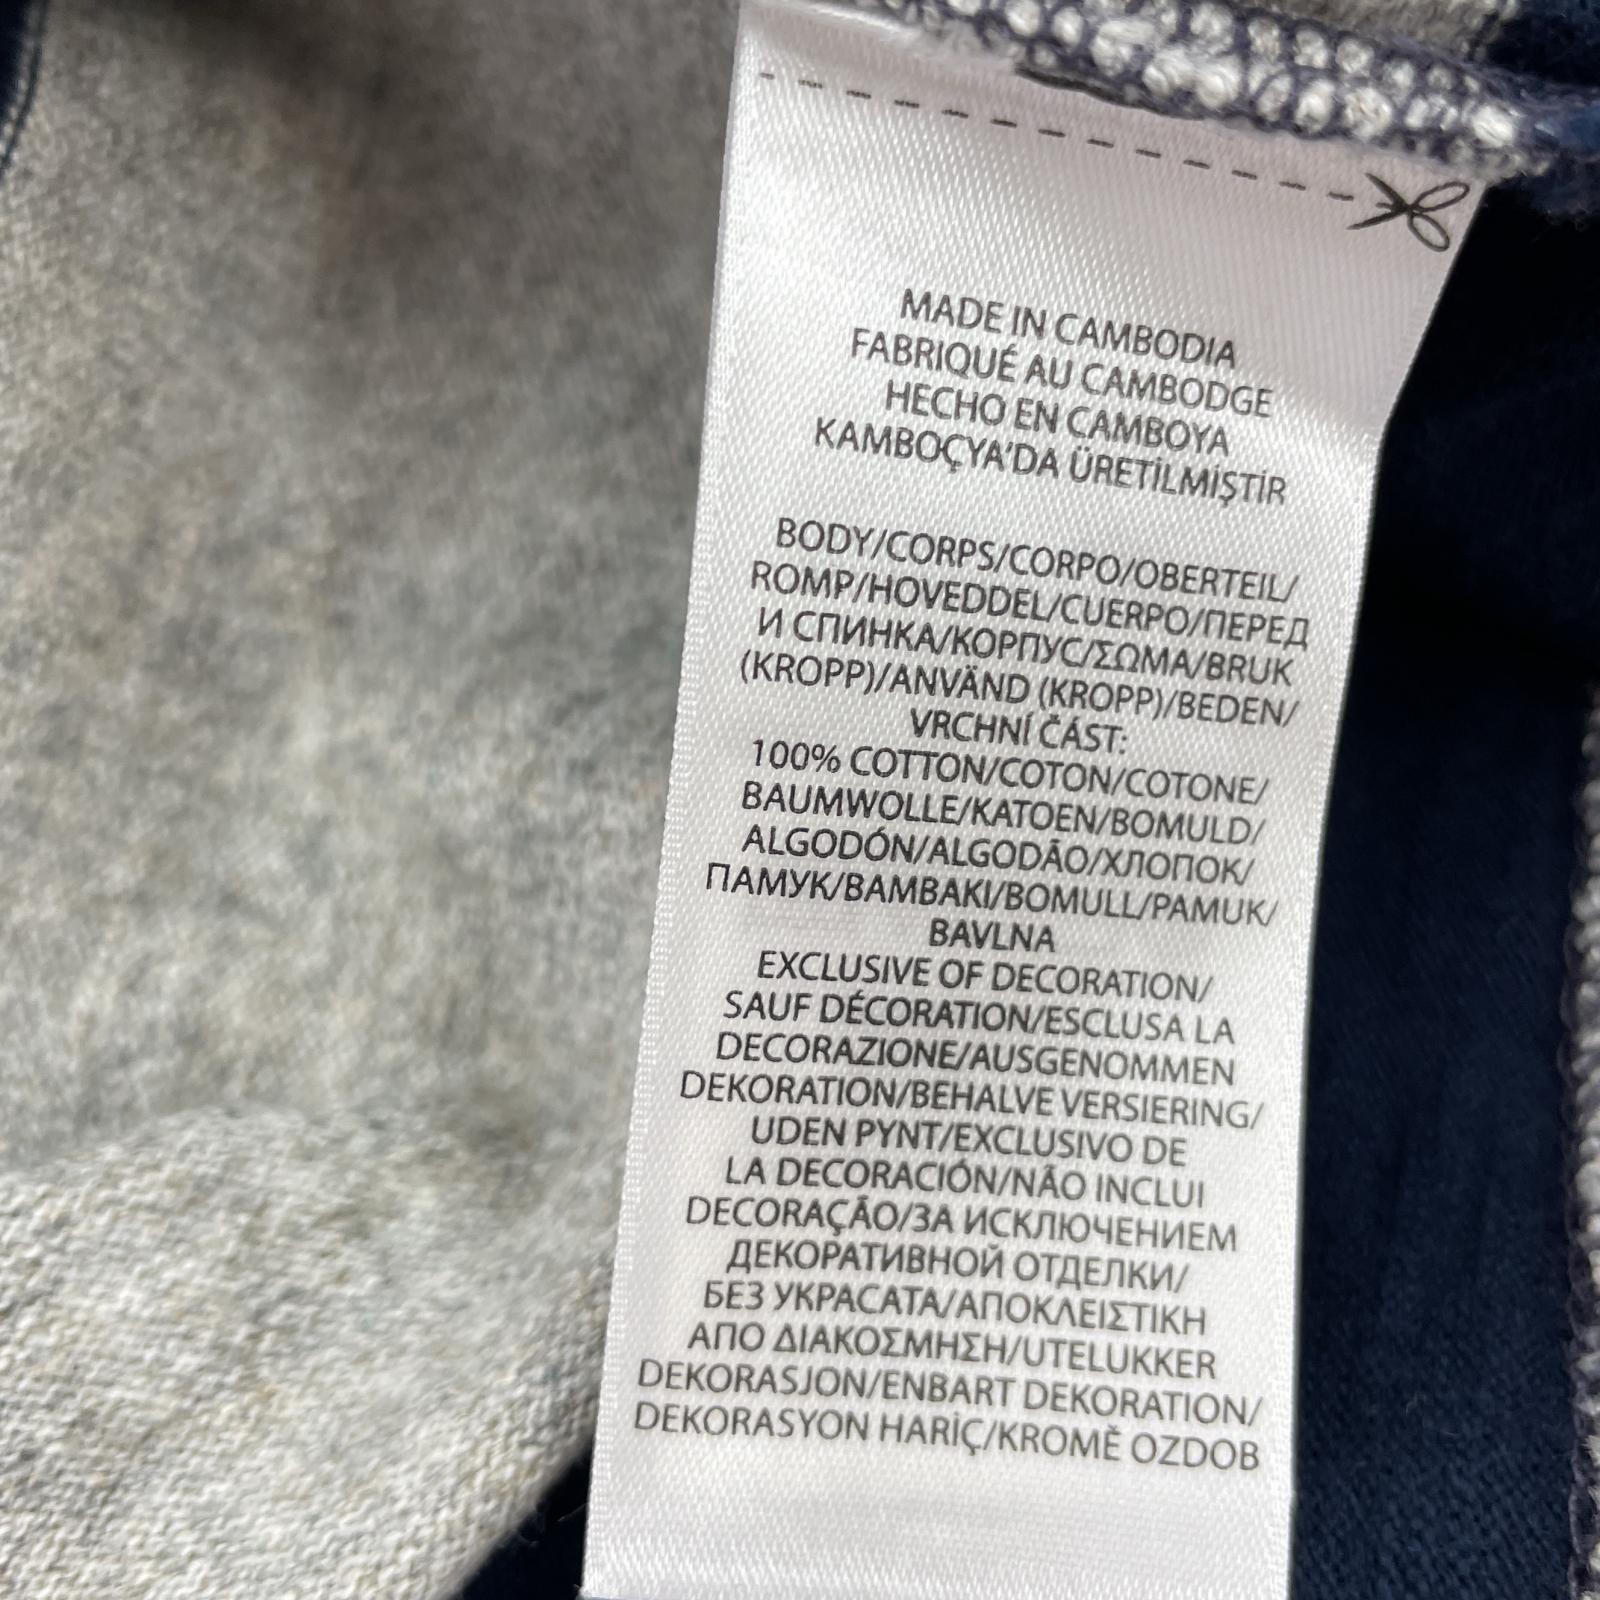 MADE IN CAMBODIA
FABRIQUÉ AU CAMBODGE
HECHO EN CAMBOYA
KAMBOÇYA'DA ÜRETİLMİŞTİR
BODY/CORPS/CORPO/OBERTEIL/
ROMP/HOVEDDEL/CUERPO/ПЕРЕД
И СПИНКА/КОРПУС/ΣΩΜΑ/BRUK
(KROPP)/ANVÄND (KROPP)/BEDEN/
VRCHNÍ ČÁST:
100% COTTON/COTON/COTONE/
BAUMWOLLE/KATOEN/BOMULD/
ALGODÓN/ALGODÃO/ХЛОПОК/
ПАМУК/ΒΑΜΒΑΚΙ/BOMULL/PAMUK/
BAVLNA
EXCLUSIVE OF DECORATION/
SAUF DÉCORATION/ESCLUSA LA
DECORAZIONE/AUSGENOMMEN
DEKORATION/BEHALVE VERSIERING/
UDEN PYNT/EXCLUSIVO DE
LA DECORACIÓN/NÃO INCLUI
DECORAÇÃO/ЗА ИСКЛЮЧЕНИЕМ
ДЕКОРАТИВНОЙ ОТДЕЛКИ/
БЕЗ УКРАСАТА/ΑΠΟΚΛΕΙΣΤΙΚΗ
ΑΠΟ ΔΙΑΚΟΣΜΗΣΗ/UTELUKKER
DEKORASJON/ENBART DEKORATION/
DEKORASYON HARİÇ/KROMĚ OZDOB